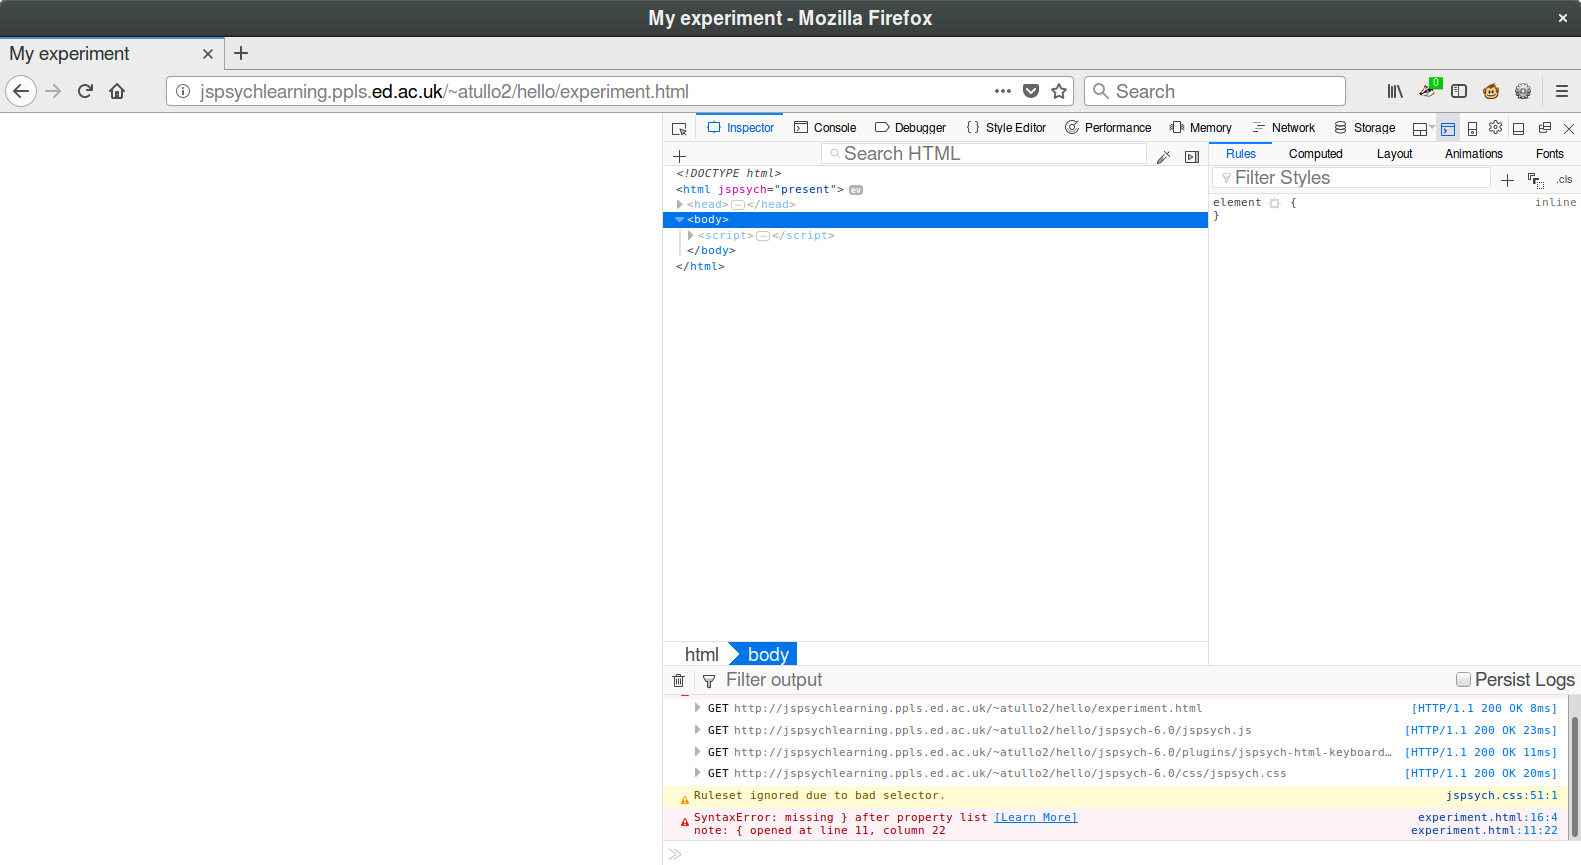 My experiment - Mozilla Firefox
My experiment
jspsychlearning.ppls.ed.ac.uk/~atullo2/hello/experiment.html
Search
0
Inspector Console Debugger {} Style Editor Performance Memory Network Storage
Search HTML
Rules Computed Layout Animations Fonts
Filter Styles
.cls
<!DOCTYPE html>
<html jspsych="present"> ev
<head>…</head>
<body>
<script>…</script>
</body>
</html>
element { inline
}
html body
Filter output
Persist Logs
GET http://jspsychlearning.ppls.ed.ac.uk/~atullo2/hello/experiment.html [HTTP/1.1 200 OK 8ms]
GET http://jspsychlearning.ppls.ed.ac.uk/~atullo2/hello/jspsych-6.0/jspsych.js [HTTP/1.1 200 OK 23ms]
GET http://jspsychlearning.ppls.ed.ac.uk/~atullo2/hello/jspsych-6.0/plugins/jspsych-html-keyboard… [HTTP/1.1 200 OK 11ms]
GET http://jspsychlearning.ppls.ed.ac.uk/~atullo2/hello/jspsych-6.0/css/jspsych.css [HTTP/1.1 200 OK 20ms]
Ruleset ignored due to bad selector. jspsych.css:51:1
SyntaxError: missing } after property list [Learn More] experiment.html:16:4
note: { opened at line 11, column 22 experiment.html:11:22